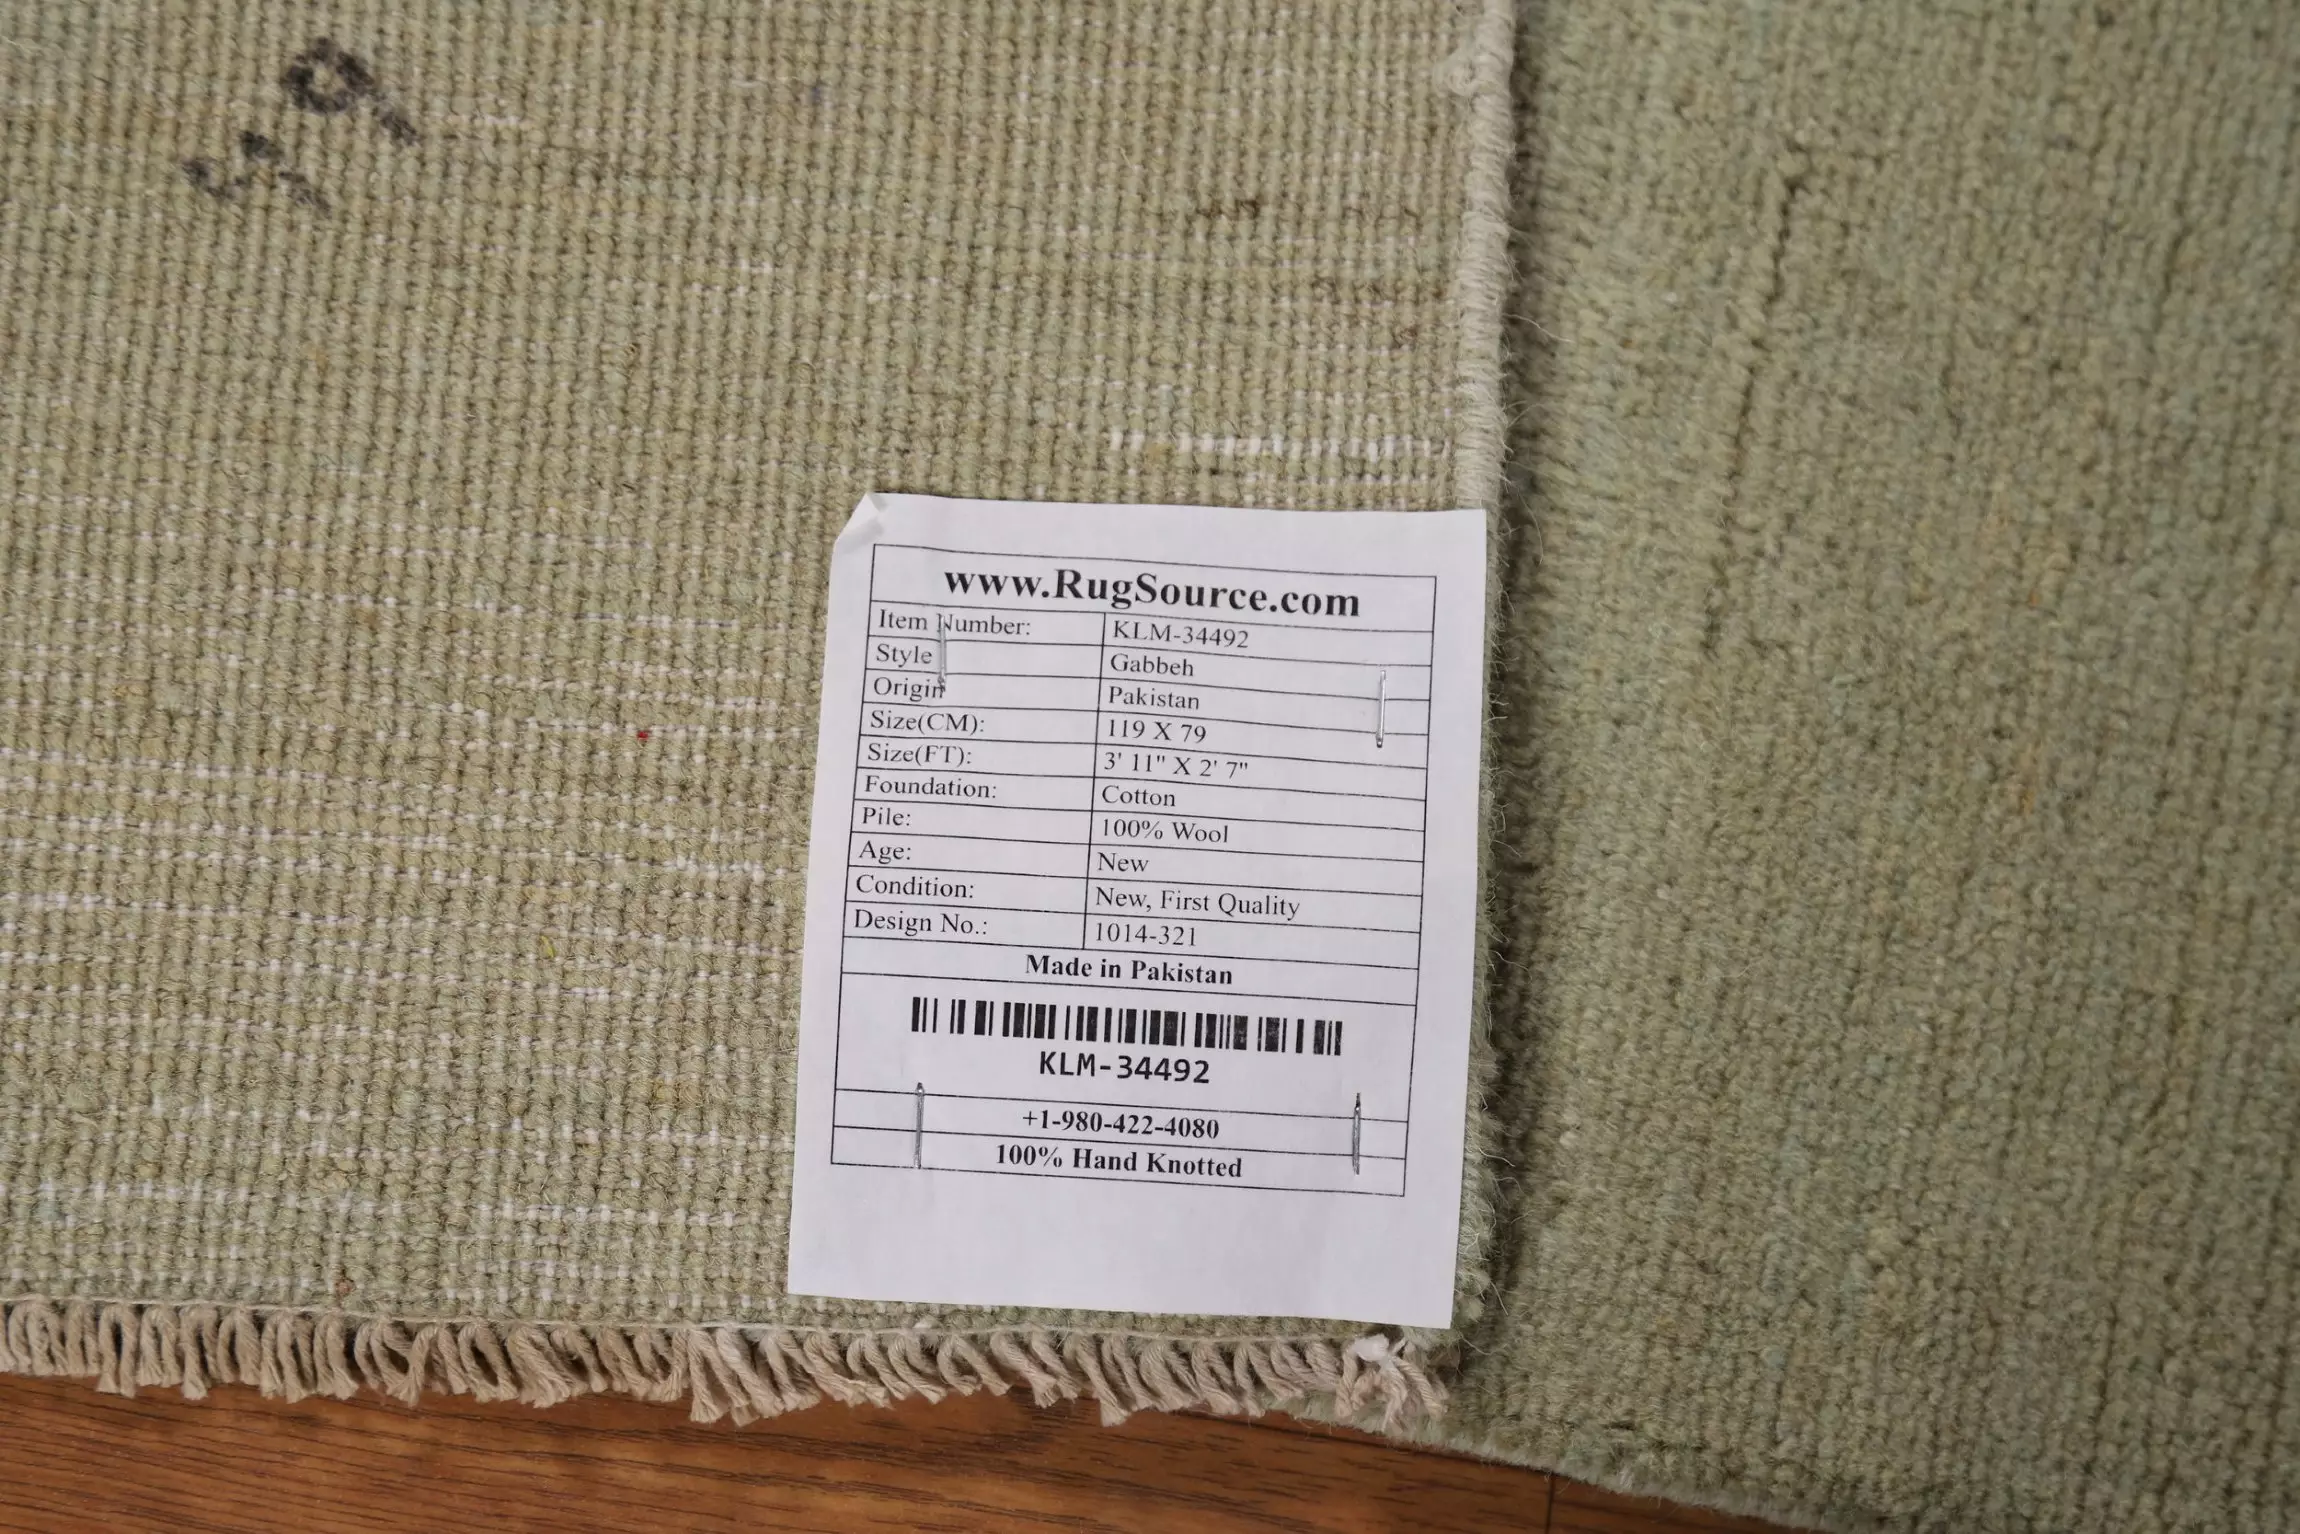 www.RugSource.com
Item Number: KLM-34492
Style Gabbeh
Origin Pakistan
Size(CM): 119 X 79
Size(FT): 3' 11" X 2' 7"
Foundation: Cotton
Pile: 100% Wool
Age: New
Condition: New, First Quality
Design No.: 1014-321
Made in Pakistan
KLM-34492
+1-980-422-4080
100% Hand Knotted